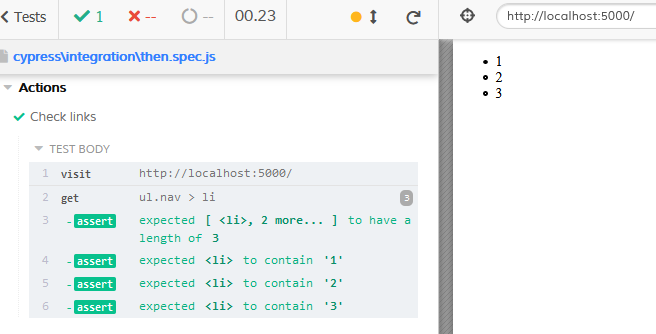 Tests 1 -- -- 00.23 http://localhost:5000/
cypress\integration\then.spec.js
Actions
Check links
TEST BODY
1 visit http://localhost:5000/
2 get ul.nav > li 3
3 -assert expected [ <li>, 2 more... ] to have a
length of 3
4 -assert expected <li> to contain '1'
5 -assert expected <li> to contain '2'
6 -assert expected <li> to contain '3'
1
2
3